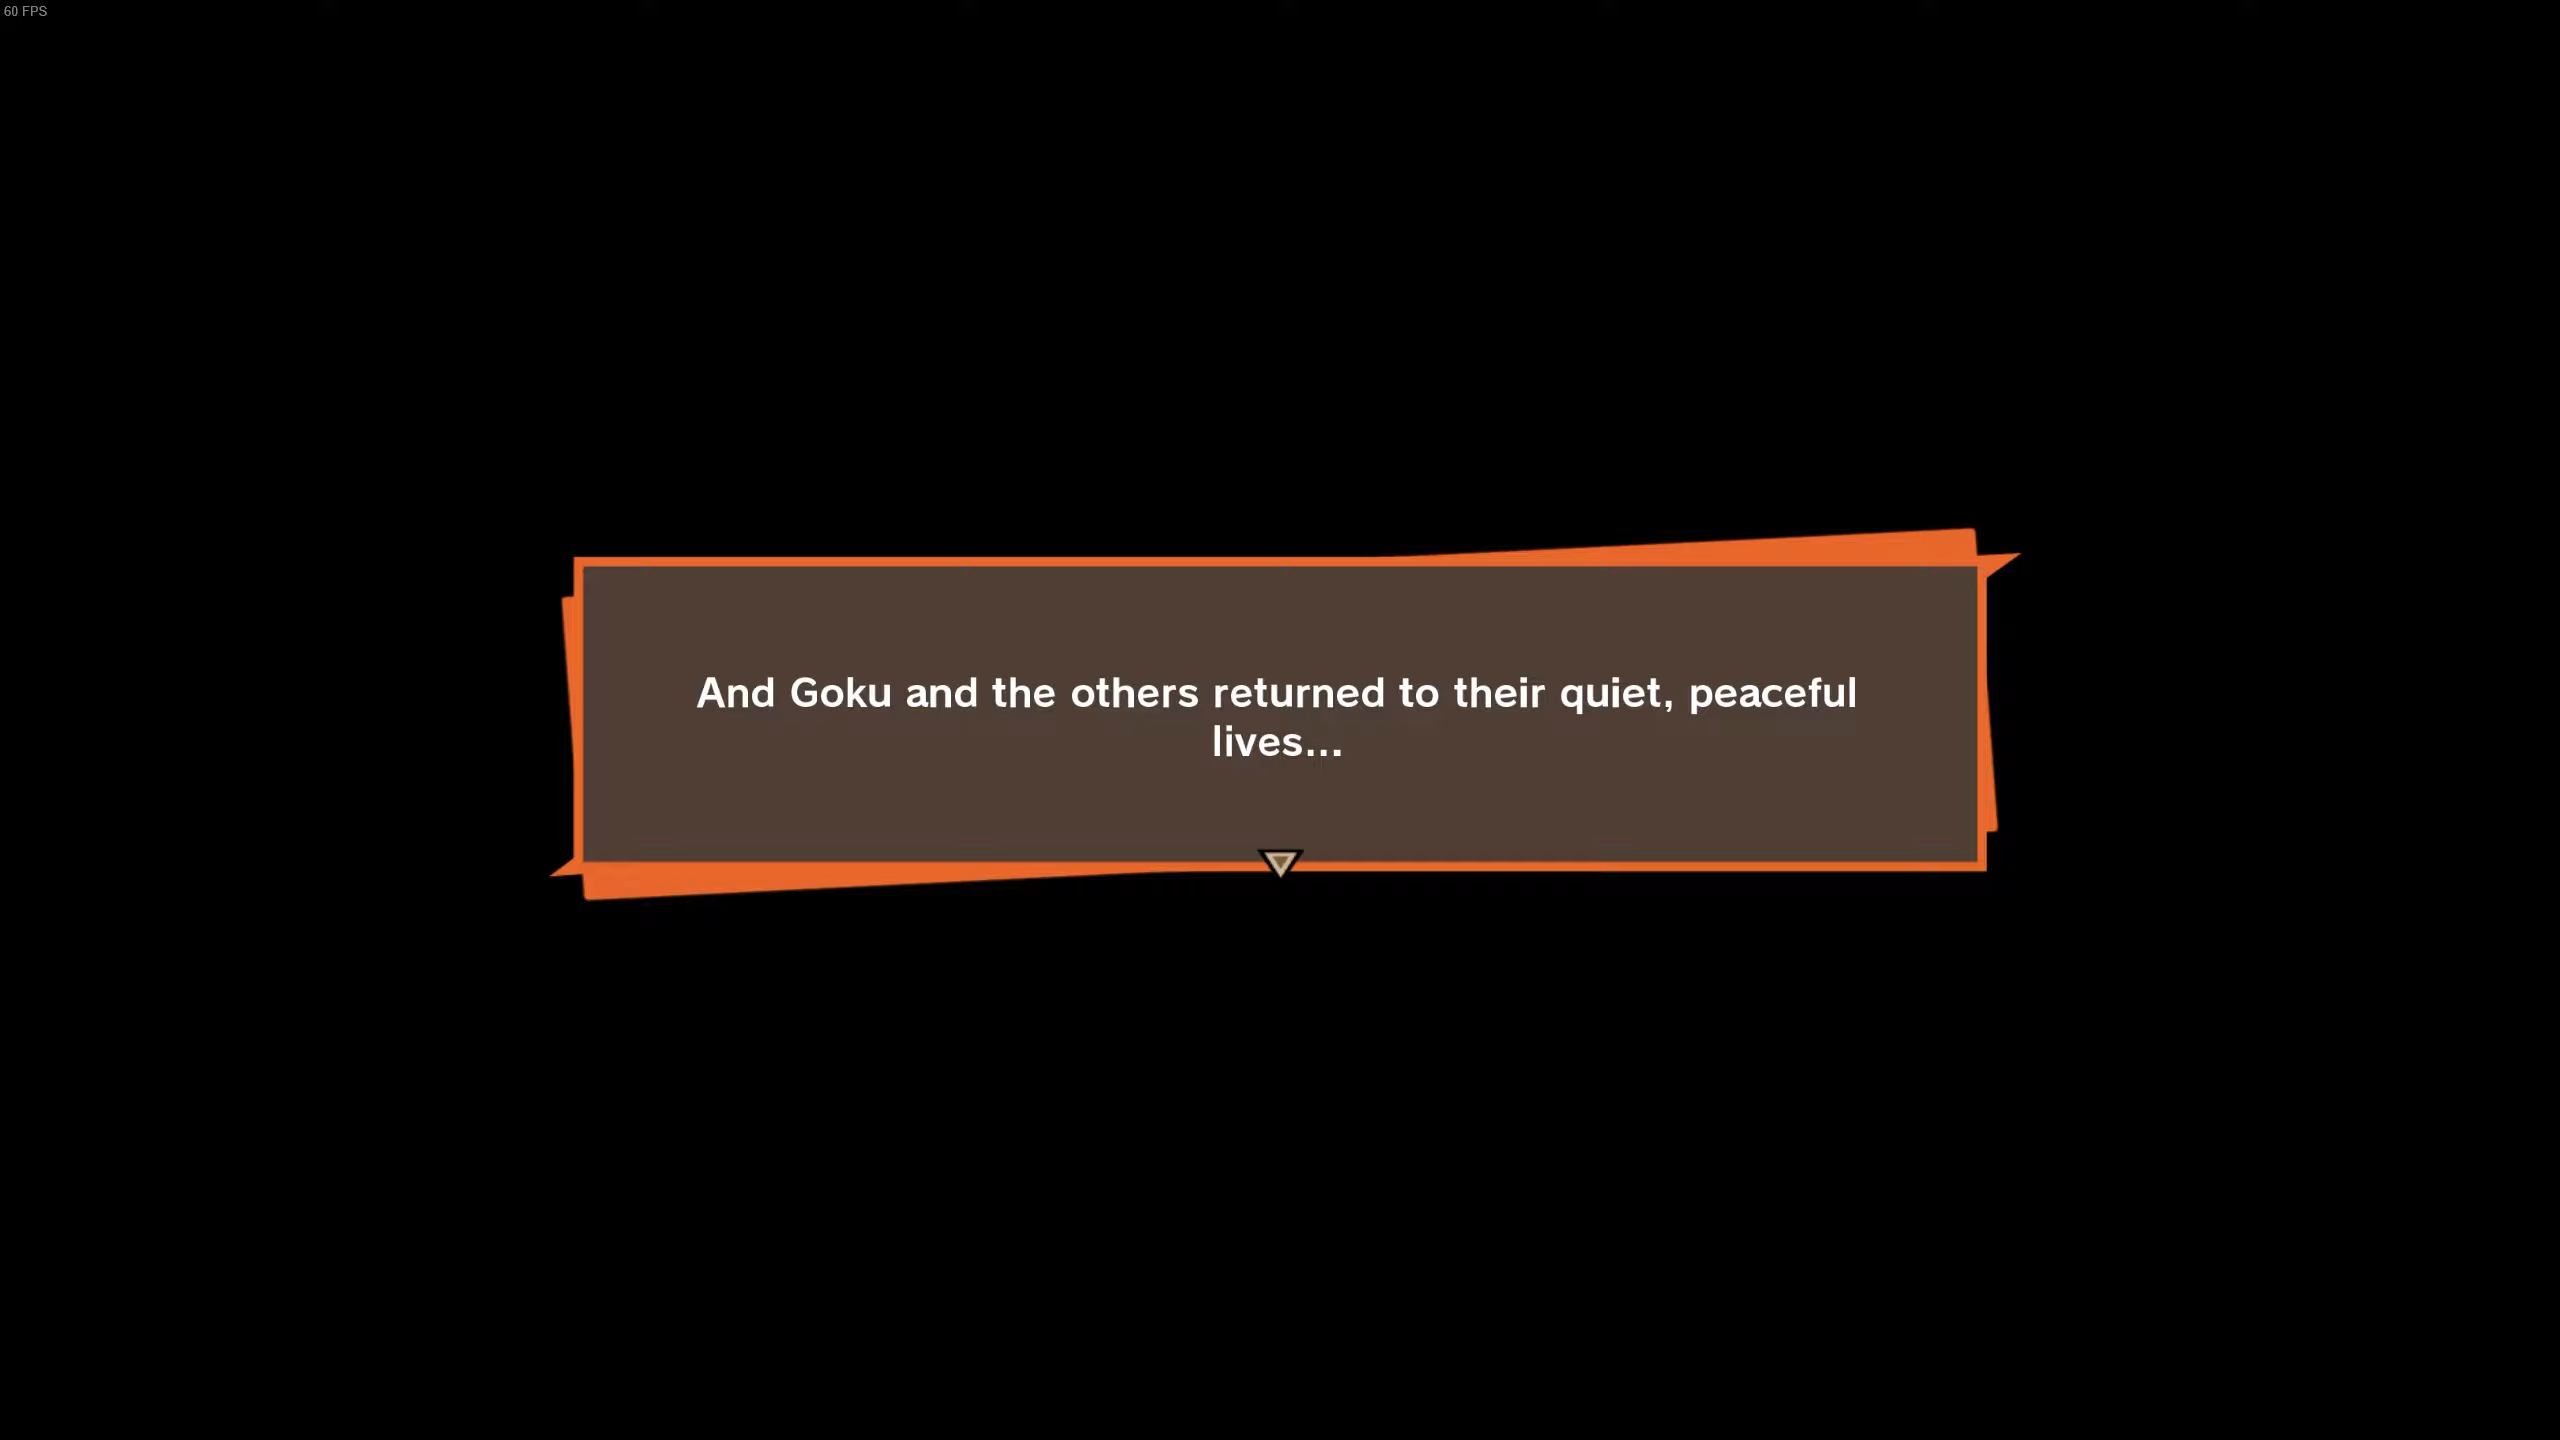 60 FPS
And Goku and the others returned to their quiet, peaceful
lives...